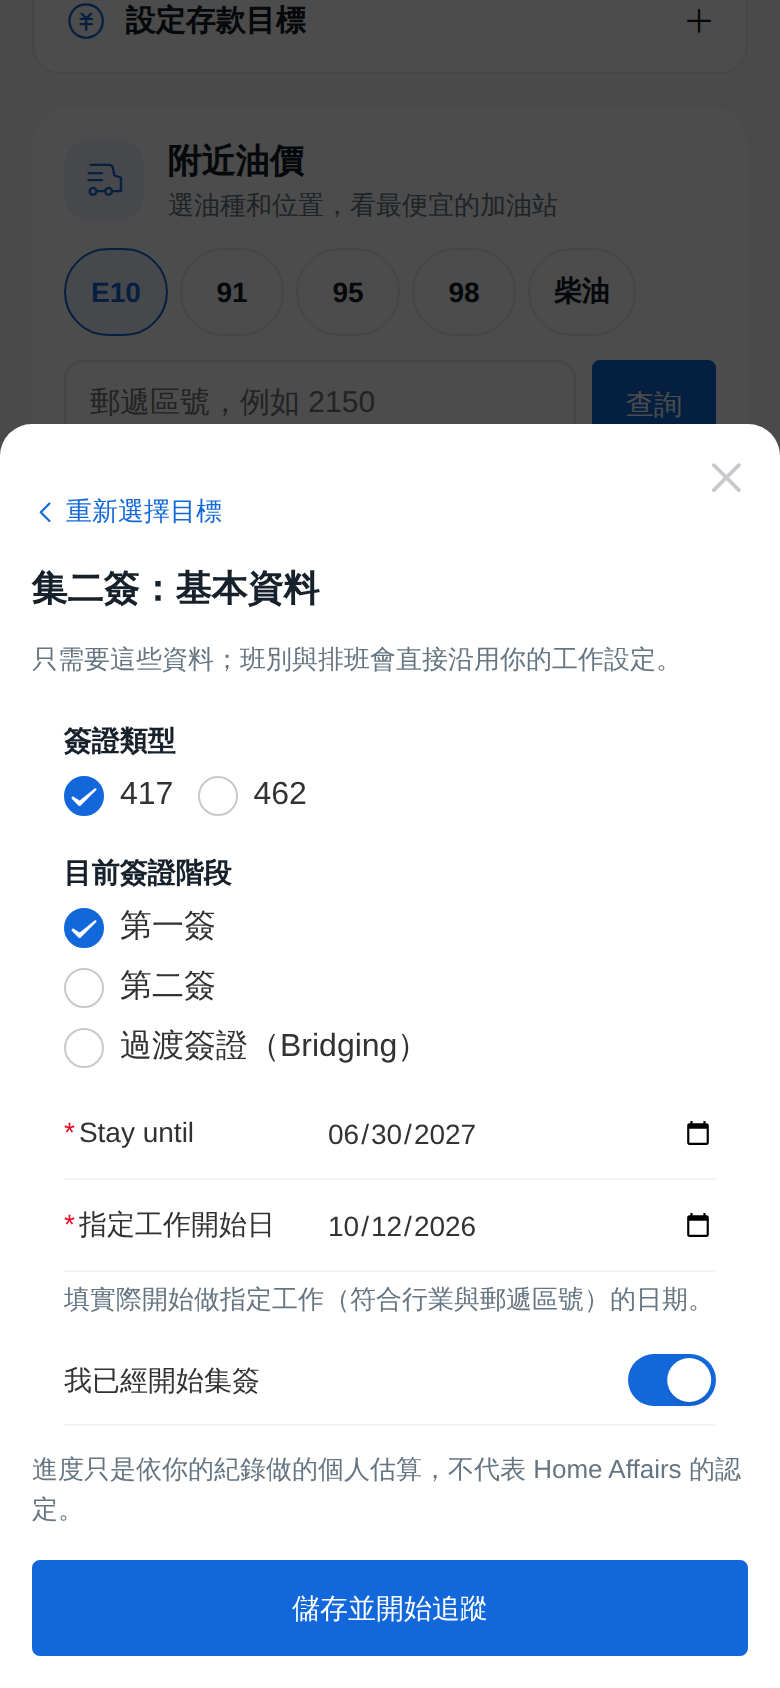 設定存款目標
附近油價
選油種和位置，看最便宜的加油站
E10 91 95 98 柴油
郵遞區號，例如 2150 查詢
重新選擇目標
集二簽：基本資料
只需要這些資料；班別與排班會直接沿用你的工作設定。
簽證類型
417 462
目前簽證階段
第一簽
第二簽
過渡簽證（Bridging）
*Stay until 06/30/2027
*指定工作開始日 10/12/2026
填實際開始做指定工作（符合行業與郵遞區號）的日期。
我已經開始集簽
進度只是依你的紀錄做的個人估算，不代表 Home Affairs 的認
定。
儲存並開始追蹤